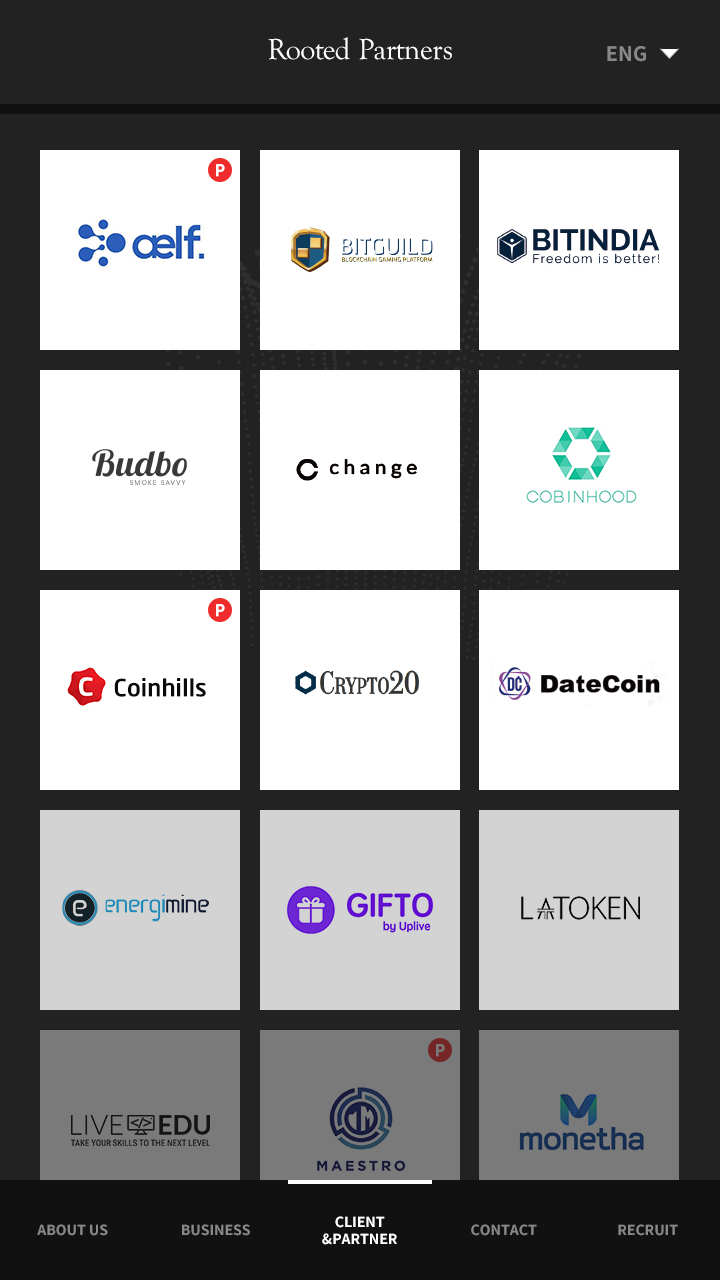 Rooted Partners
ENG
P
ælf.
BITGUILD
BLOCKCHAIN GAMING PLATFORM
BITINDIA
Freedom is better!
Budbo
SMOKE SAVVY
change
COBINHOOD
P
C
Coinhills
CRYPTO20
DC
DateCoin
e
energimine
GIFTO
by Uplive
LATOKEN
LIVE EDU
TAKE YOUR SKILLS TO THE NEXT LEVEL
P
MAESTRO
monetha
ABOUT US
BUSINESS
CLIENT
&PARTNER
CONTACT
RECRUIT